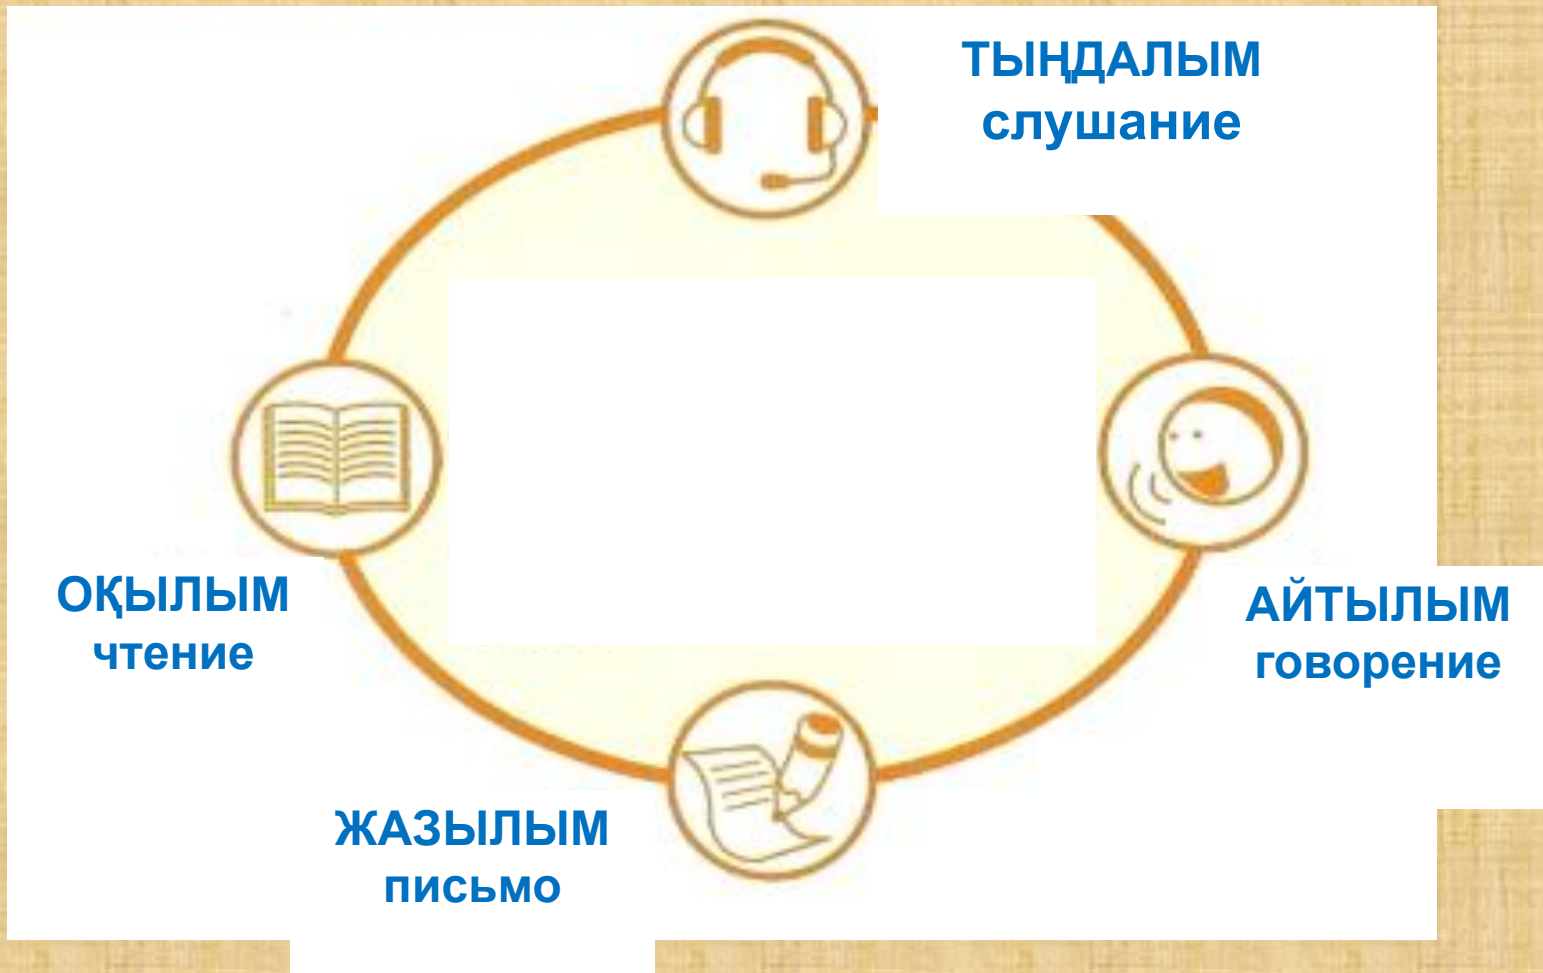 ТЫҢДАЛЫМ
слушание
ОҚЫЛЫМ
чтение
АЙТЫЛЫМ
говорение
ЖАЗЫЛЫМ
письмо